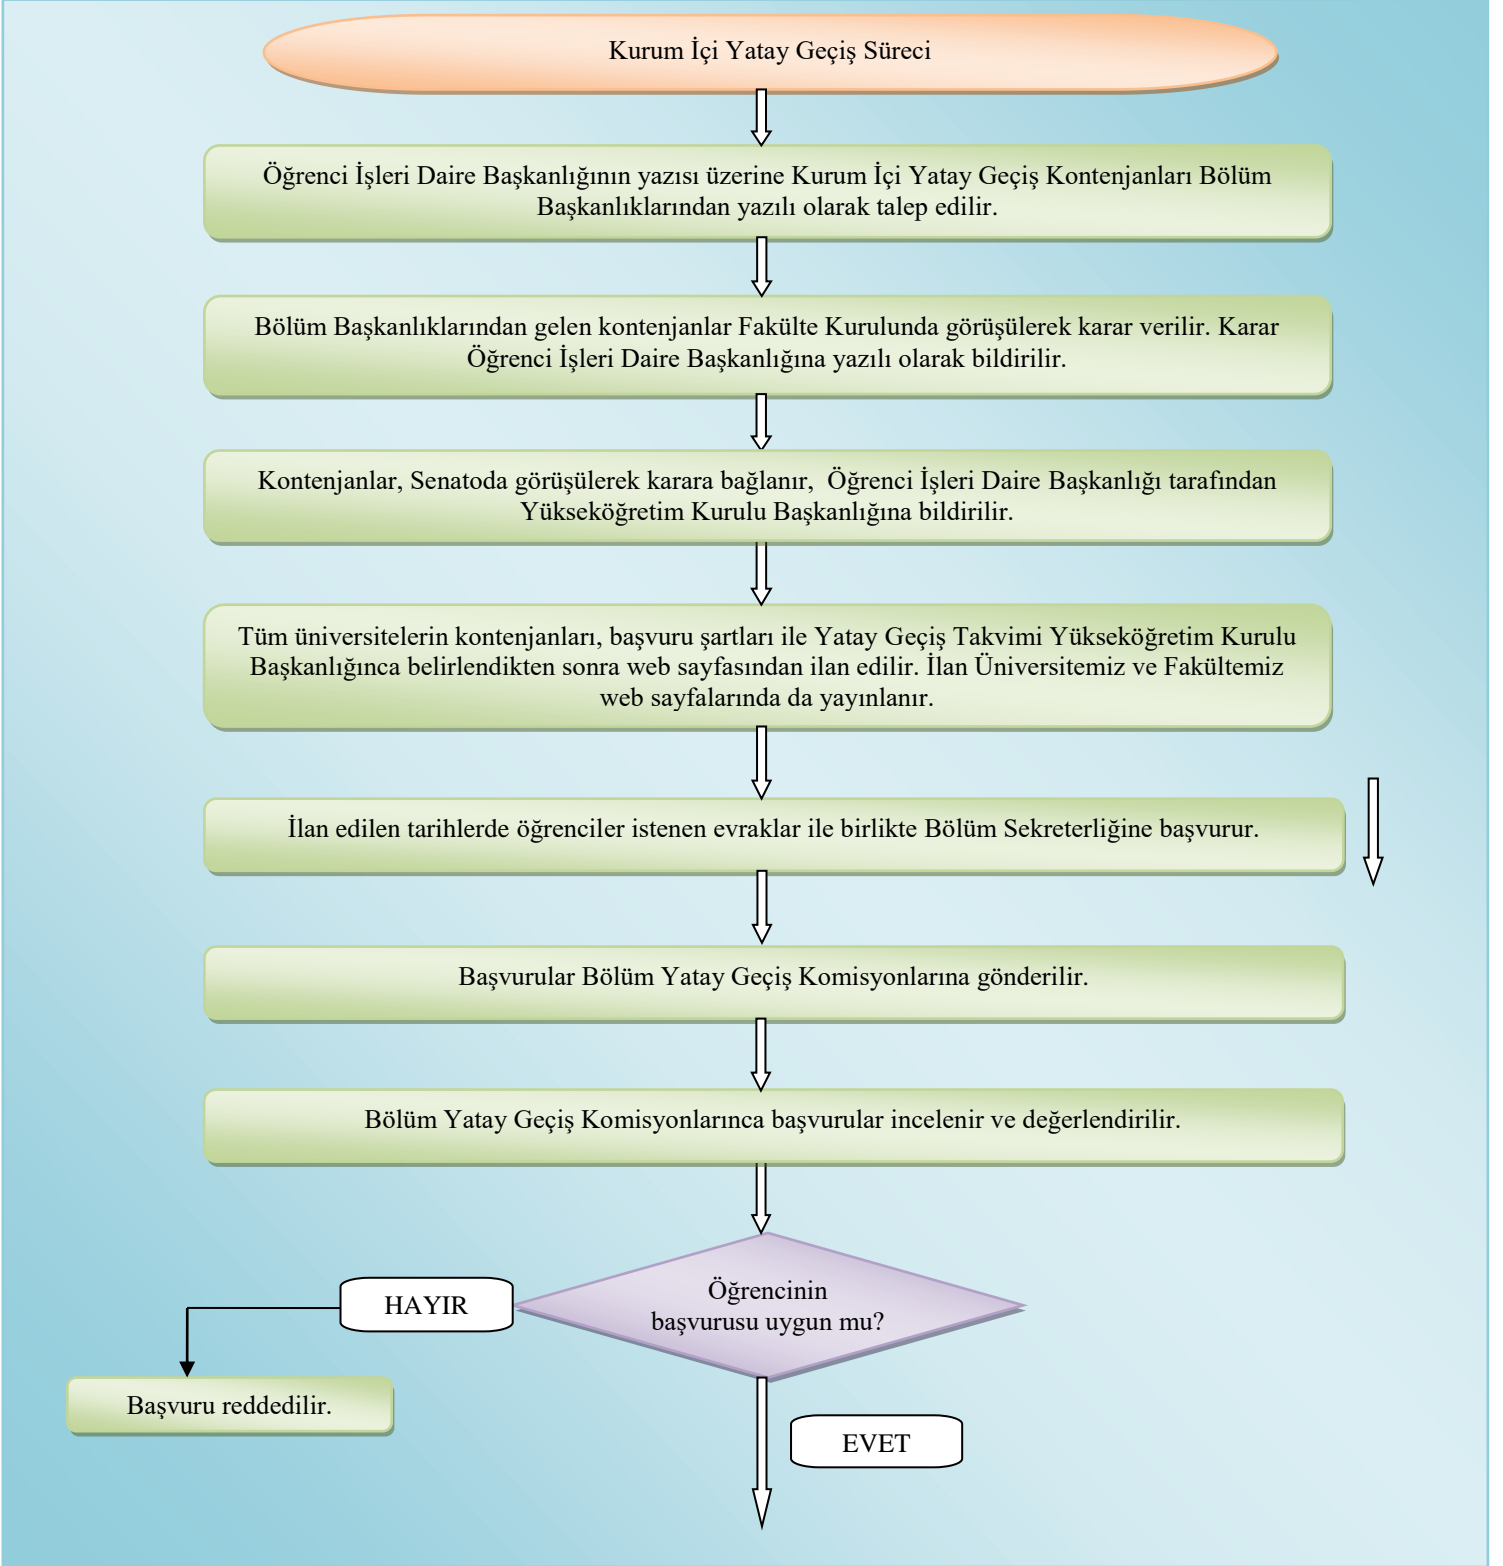 Kurum İçi Yatay Geçiş Süreci
Öğrenci İşleri Daire Başkanlığının yazısı üzerine Kurum İçi Yatay Geçiş Kontenjanları Bölüm
Başkanlıklarından yazılı olarak talep edilir.
Bölüm Başkanlıklarından gelen kontenjanlar Fakülte Kurulunda görüşülerek karar verilir. Karar
Öğrenci İşleri Daire Başkanlığına yazılı olarak bildirilir.
Kontenjanlar, Senatoda görüşülerek karara bağlanır,  Öğrenci İşleri Daire Başkanlığı tarafından
Yükseköğretim Kurulu Başkanlığına bildirilir.
Tüm üniversitelerin kontenjanları, başvuru şartları ile Yatay Geçiş Takvimi Yükseköğretim Kurulu
Başkanlığınca belirlendikten sonra web sayfasından ilan edilir. İlan Üniversitemiz ve Fakültemiz
web sayfalarında da yayınlanır.
İlan edilen tarihlerde öğrenciler istenen evraklar ile birlikte Bölüm Sekreterliğine başvurur.
Başvurular Bölüm Yatay Geçiş Komisyonlarına gönderilir.
Bölüm Yatay Geçiş Komisyonlarınca başvurular incelenir ve değerlendirilir.
Öğrencinin
başvurusu uygun mu?
HAYIR
Başvuru reddedilir.
EVET